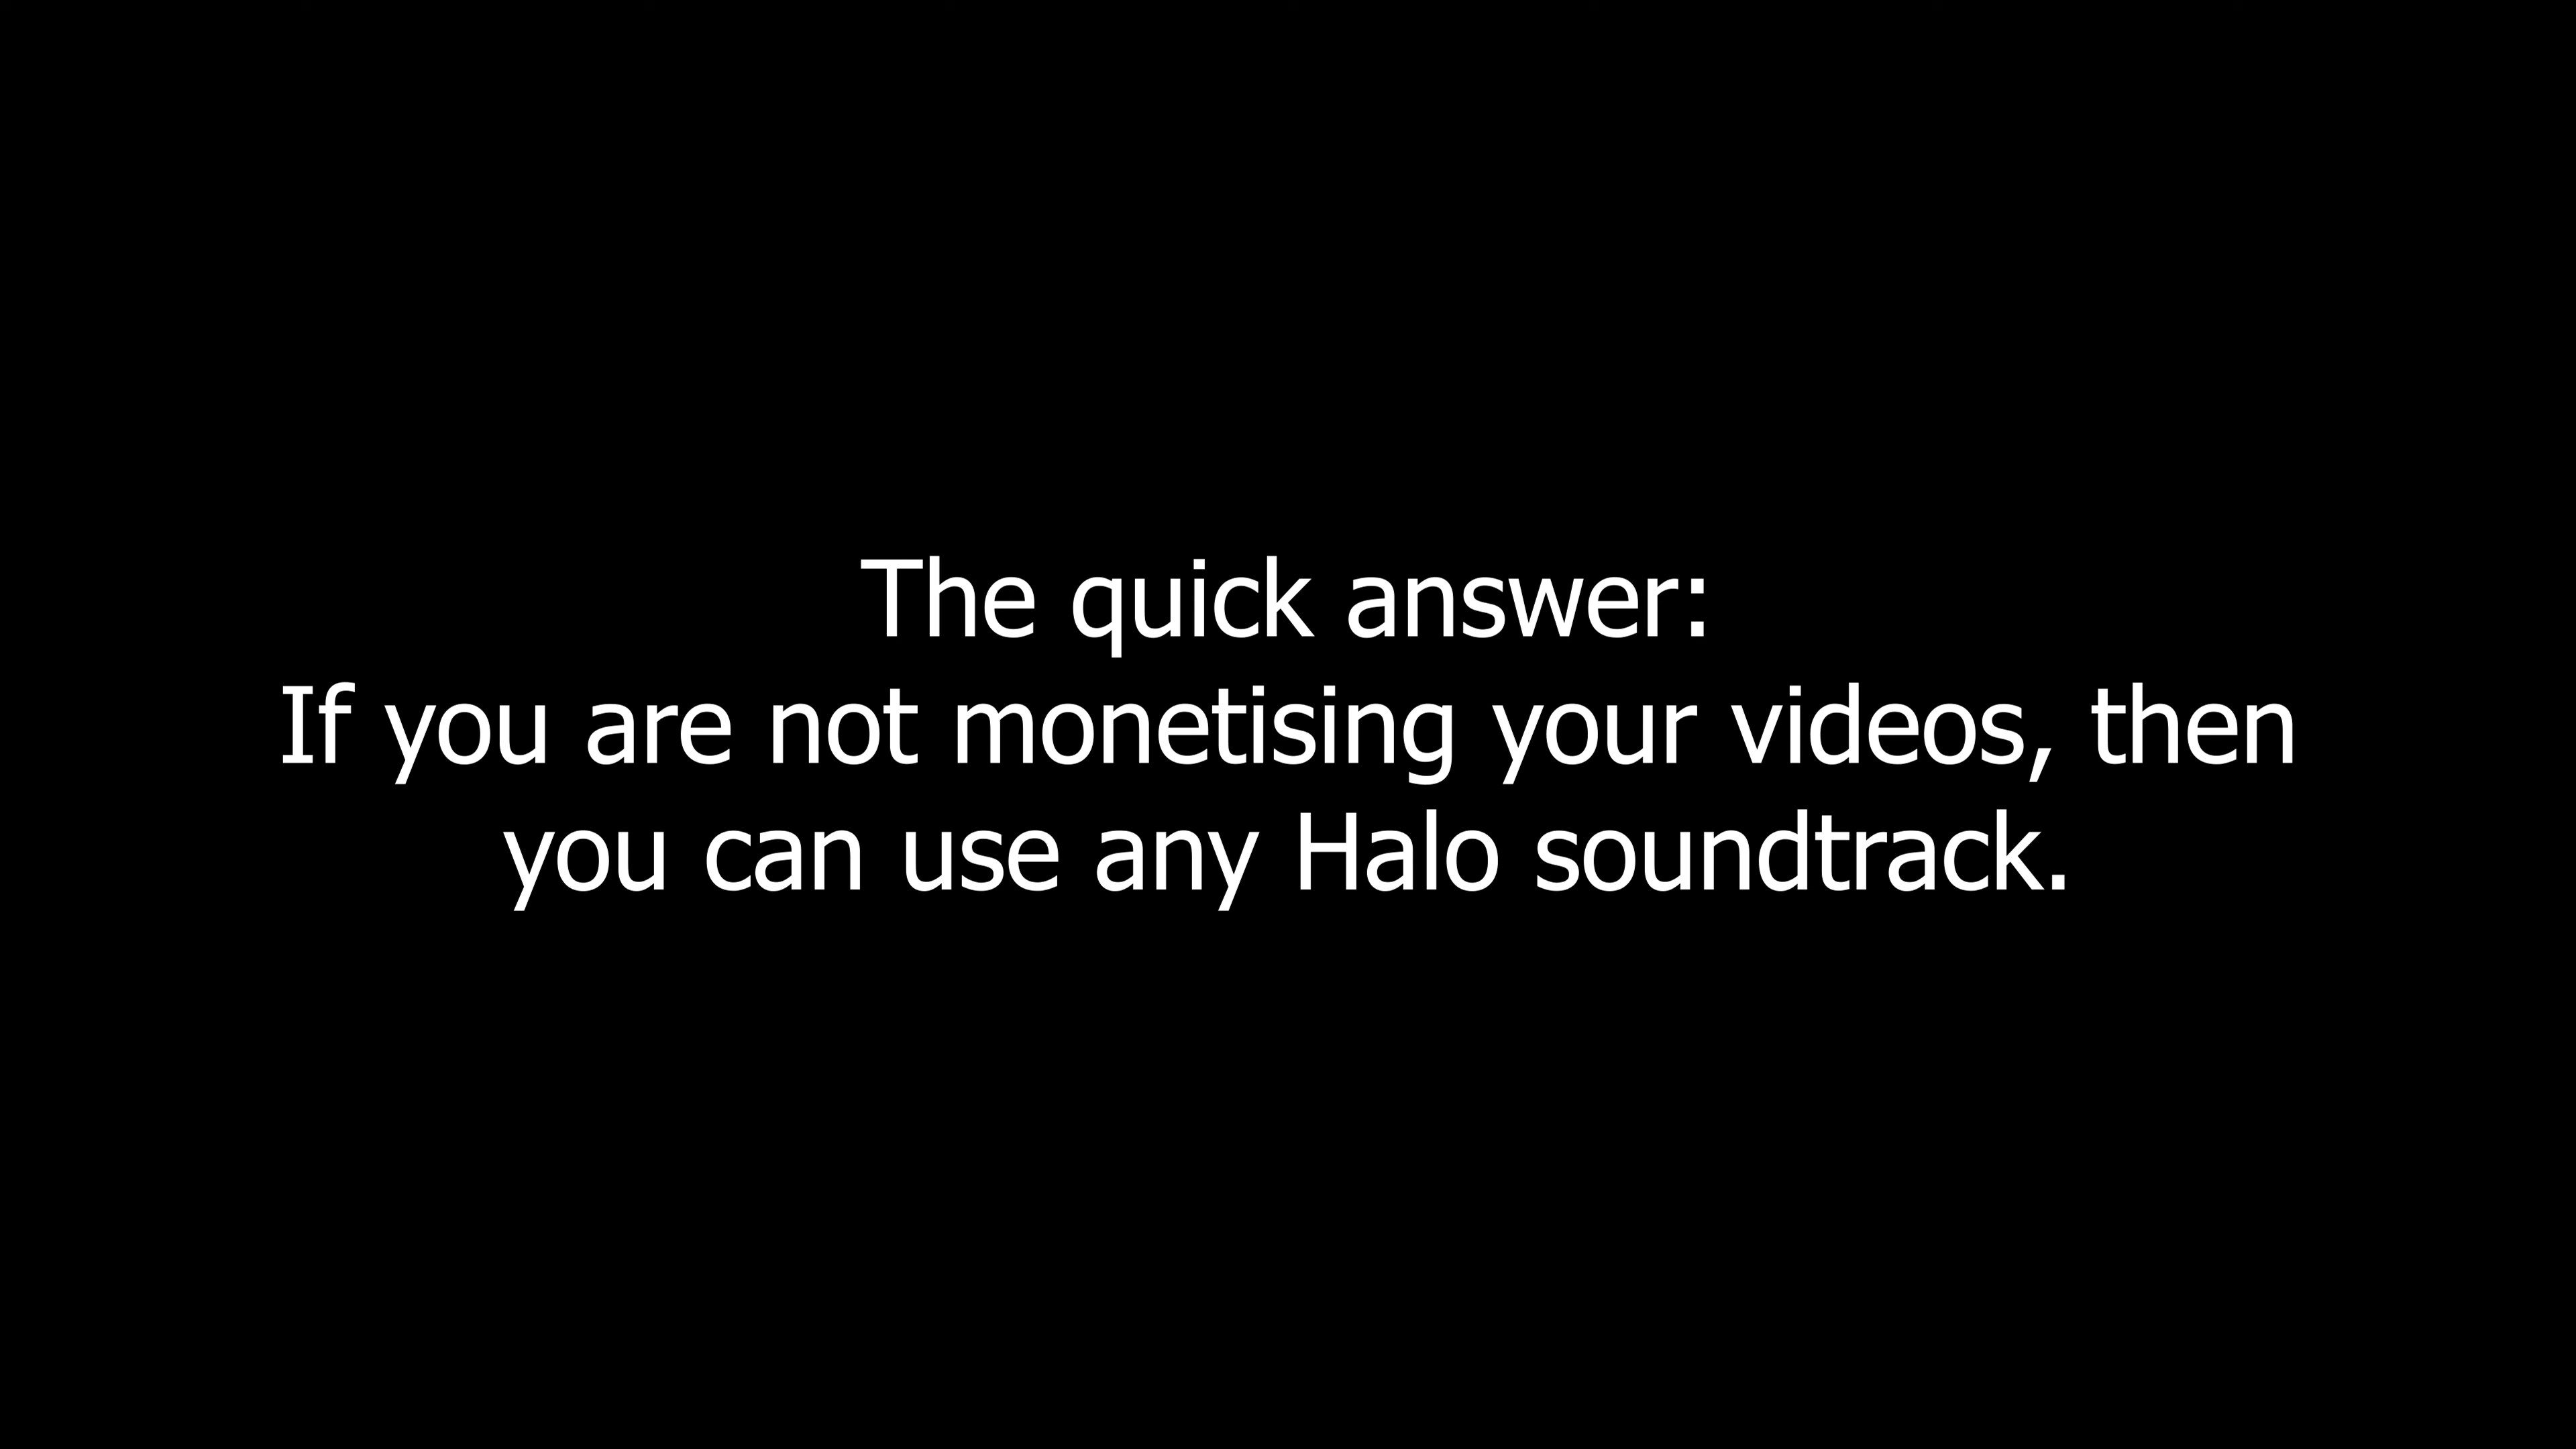 The quick answer:
If you are not monetising your videos, then
you can use any Halo soundtrack.